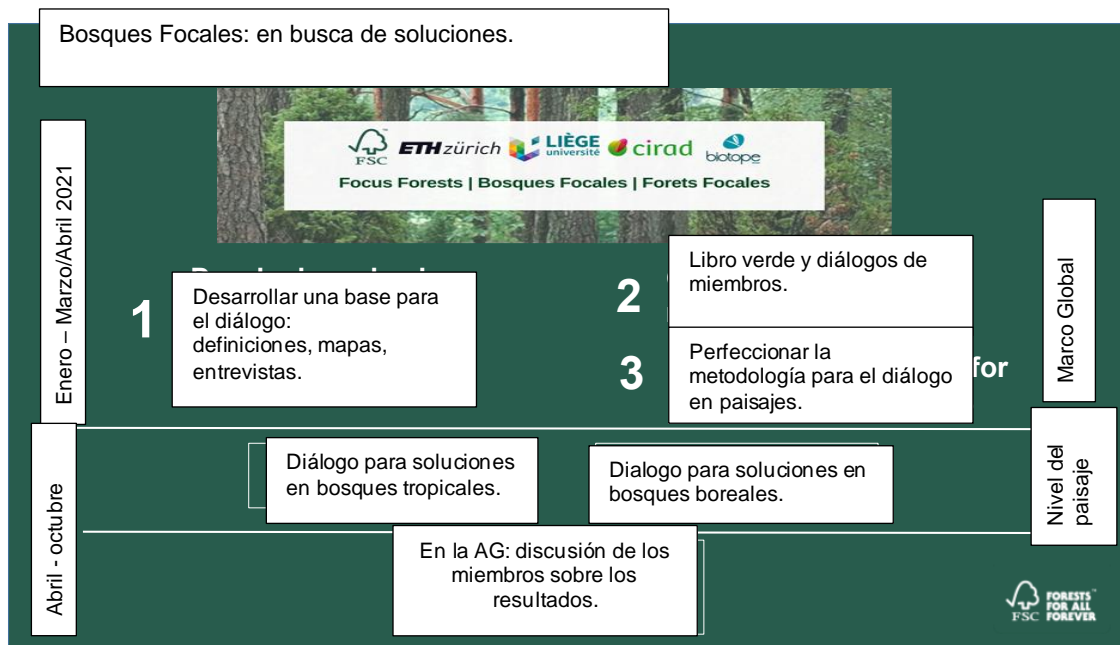 Bosques Focales: en busca de soluciones.
FSC
ETH zürich
LIÈGE
université
cirad
biotope
Focus Forests | Bosques Focales | Forets Focales
Enero – Marzo/Abril 2021
1
Desarrollar una base para
el diálogo:
definiciones, mapas,
entrevistas.
2
Libro verde y diálogos de
miembros.
3
Perfeccionar la
metodología para el diálogo
en paisajes.
for
Marco Global
Abril - octubre
Diálogo para soluciones
en bosques tropicales.
Dialogo para soluciones en
bosques boreales.
Nivel del
paisaje
En la AG: discusión de los
miembros sobre los
resultados.
FSC
FORESTS™
FOR ALL
FOREVER